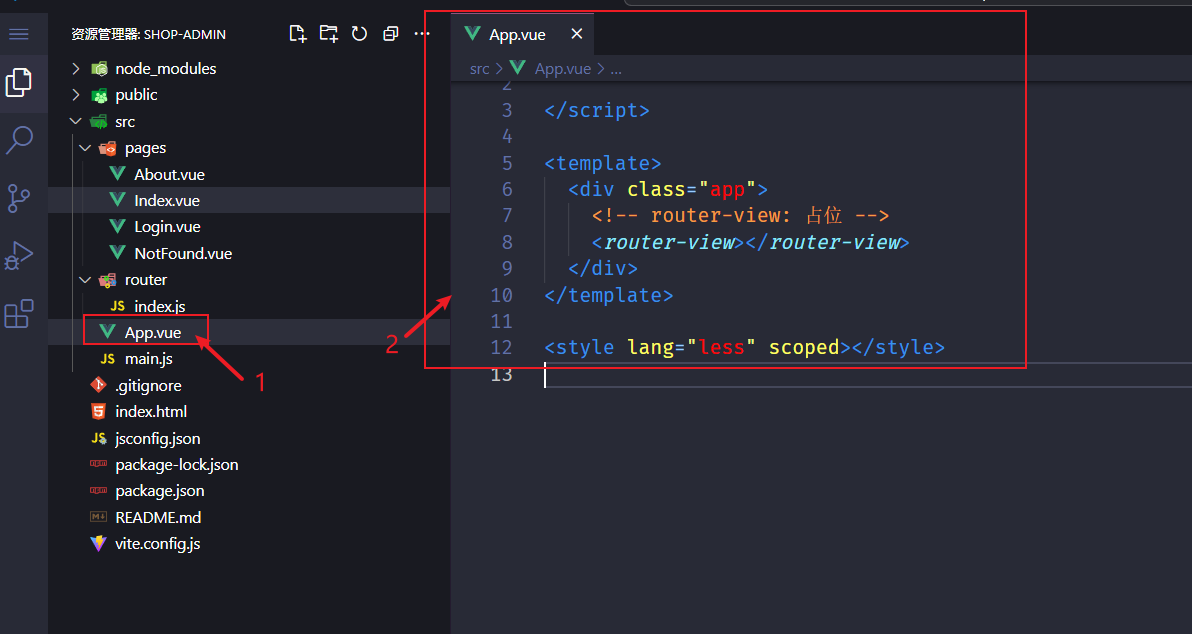 资源管理器: SHOP-ADMIN
node_modules
public
src
pages
About.vue
Index.vue
Login.vue
NotFound.vue
router
JS index.js
App.vue
JS main.js
.gitignore
index.html
JS jsconfig.json
package-lock.json
package.json
README.md
vite.config.js
1
2
App.vue
src > App.vue > ...
2
3 </script>
4
5 <template>
6 <div class="app">
7 <!-- router-view: 占位 -->
8 <router-view></router-view>
9 </div>
10 </template>
11
12 <style lang="less" scoped></style>
13